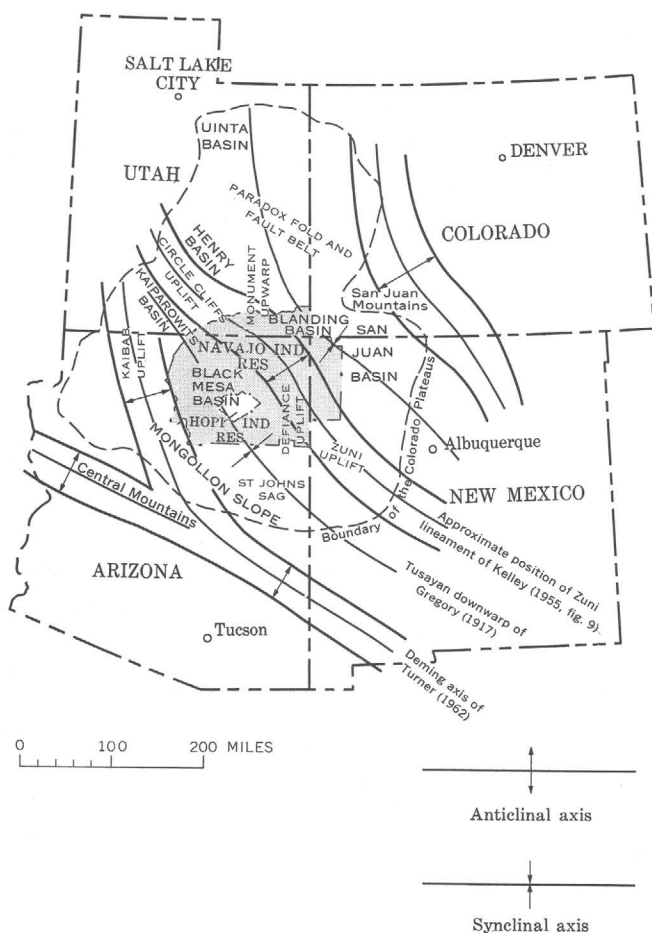 SALT LAKE
CITY
UINTA
BASIN
DENVER
UTAH
PARADOX FOLD AND
FAULT BELT
COLORADO
HENRY
BASIN
CIRCLE CLIFFS
UPLIFT
KAIPAROWITS
BASIN
MONUMENT
UPWARP
San Juan
Mountains
BLANDING
BASIN
SAN
JUAN
BASIN
KAIBAB
UPLIFT
NAVAJO IND
RES
BLACK
MESA
BASIN
HOPI IND
RES
DEFIANCE
UPLIFT
ZUNI
UPLIFT
Albuquerque
MONGOLLON SLOPE
ST JOHNS
SAG
NEW MEXICO
Central Mountains
Boundary of the Colorado Plateaus
ARIZONA
Approximate position of Zuni
lineament of Kelley (1955, fig. 9)
Tusayan downwarp of
Gregory (1917)
Tucson
Deming axis of
Turner (1962)
0 100 200 MILES
Anticlinal axis
Synclinal axis